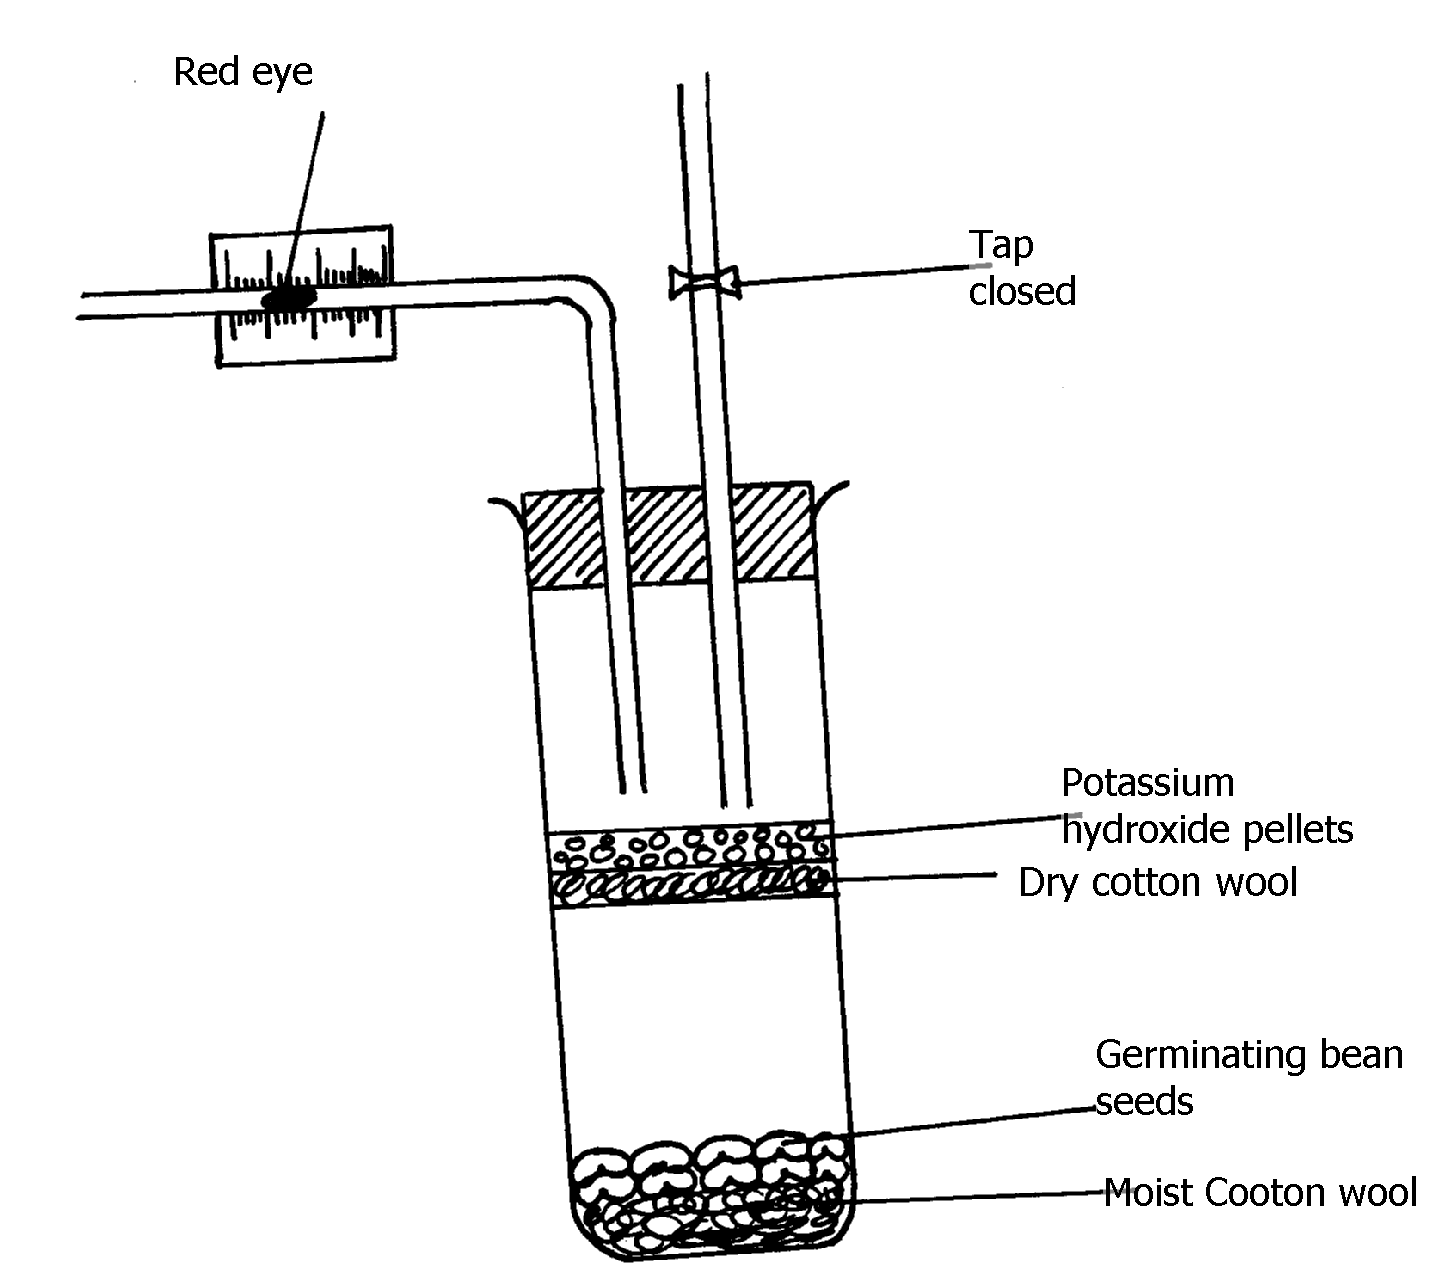 Red eye
Tap
closed
Potassium
hydroxide pellets
Dry cotton wool
Germinating bean
seeds
Moist Cooton wool